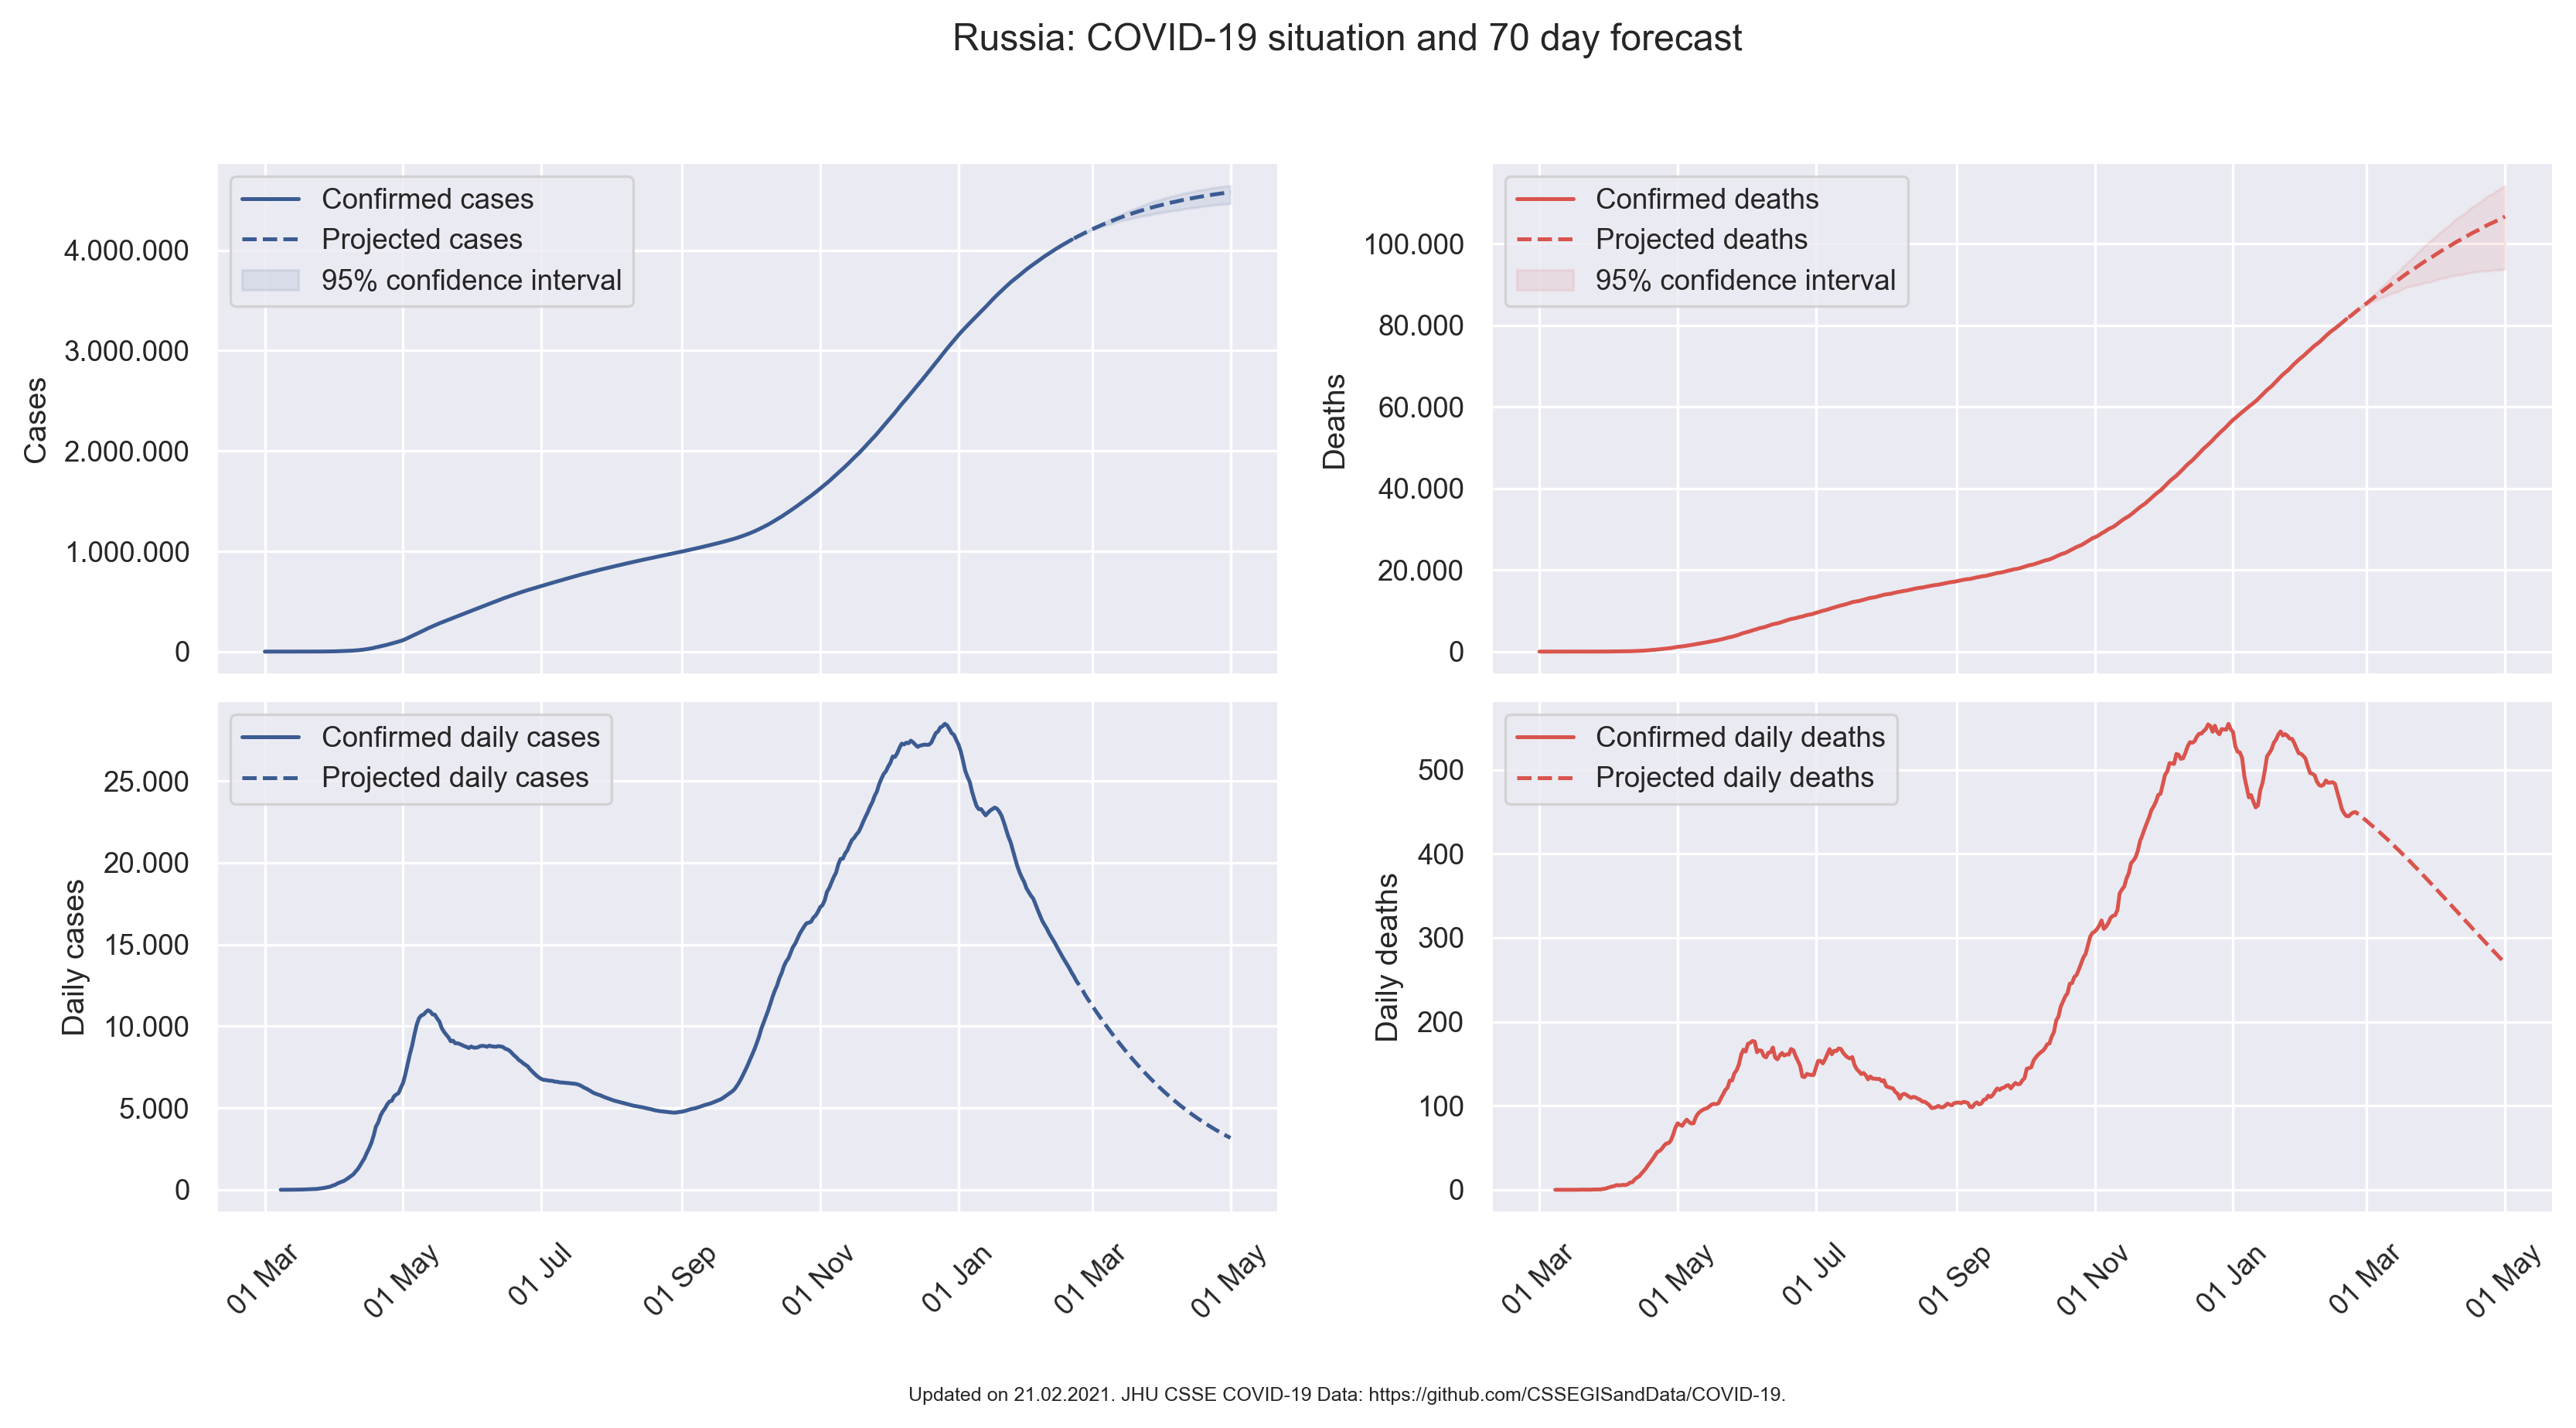 Russia: COVID-19 situation and 70 day forecast
Confirmed cases
Projected cases
95% confidence interval
Cases
4.000.000
3.000.000
2.000.000
1.000.000
0
Confirmed deaths
Projected deaths
95% confidence interval
Deaths
100.000
80.000
60.000
40.000
20.000
0
Confirmed daily cases
Projected daily cases
Daily cases
25.000
20.000
15.000
10.000
5.000
0
01 Mar
01 May
01 Jul
01 Sep
01 Nov
01 Jan
01 Mar
01 May
Confirmed daily deaths
Projected daily deaths
Daily deaths
500
400
300
200
100
0
01 Mar
01 May
01 Jul
01 Sep
01 Nov
01 Jan
01 Mar
01 May
Updated on 21.02.2021. JHU CSSE COVID-19 Data: https://github.com/CSSEGISandData/COVID-19.